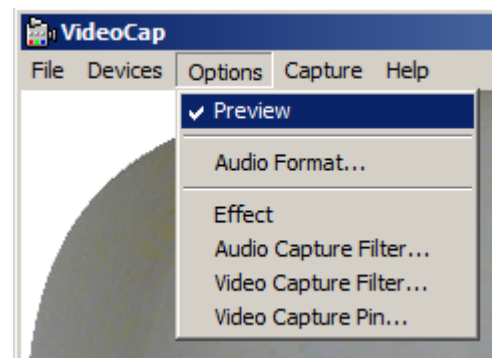 VideoCap
File Devices Options Capture Help
Preview
Audio Format...
Effect
Audio Capture Filter...
Video Capture Filter...
Video Capture Pin...